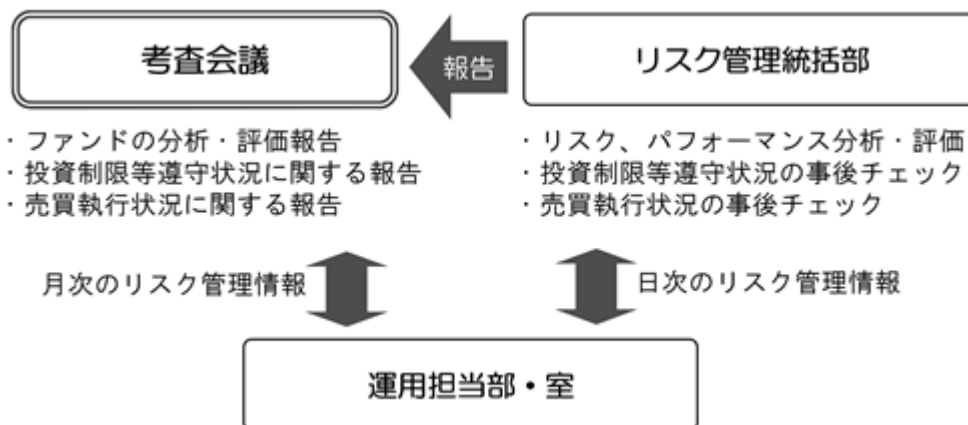 考査会議
報告
リスク管理統括部
・ファンドの分析・評価報告
・投資制限等遵守状況に関する報告
・売買執行状況に関する報告
・リスク、パフォーマンス分析・評価
・投資制限等遵守状況の事後チェック
・売買執行状況の事後チェック
月次のリスク管理情報
日次のリスク管理情報
運用担当部・室